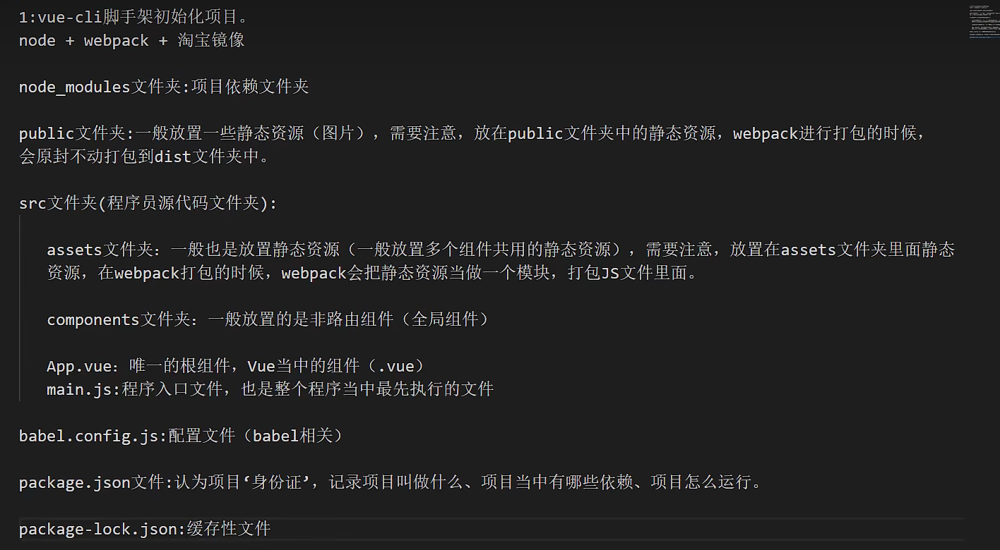 1:vue-cli脚手架初始化项目。
node + webpack + 淘宝镜像
node_modules文件夹:项目依赖文件夹
public文件夹:一般放置一些静态资源（图片），需要注意，放在public文件夹中的静态资源，webpack进行打包的时候，
会原封不动打包到dist文件夹中。
src文件夹(程序员源代码文件夹):
assets文件夹：一般也是放置静态资源（一般放置多个组件共用的静态资源），需要注意，放置在assets文件夹里面静态
资源，在webpack打包的时候，webpack会把静态资源当做一个模块，打包JS文件里面。
components文件夹：一般放置的是非路由组件（全局组件）
App.vue：唯一的根组件，Vue当中的组件（.vue）
main.js:程序入口文件，也是整个程序当中最先执行的文件
babel.config.js:配置文件（babel相关）
package.json文件:认为项目‘身份证’，记录项目叫做什么、项目当中有哪些依赖、项目怎么运行。
package-lock.json:缓存性文件